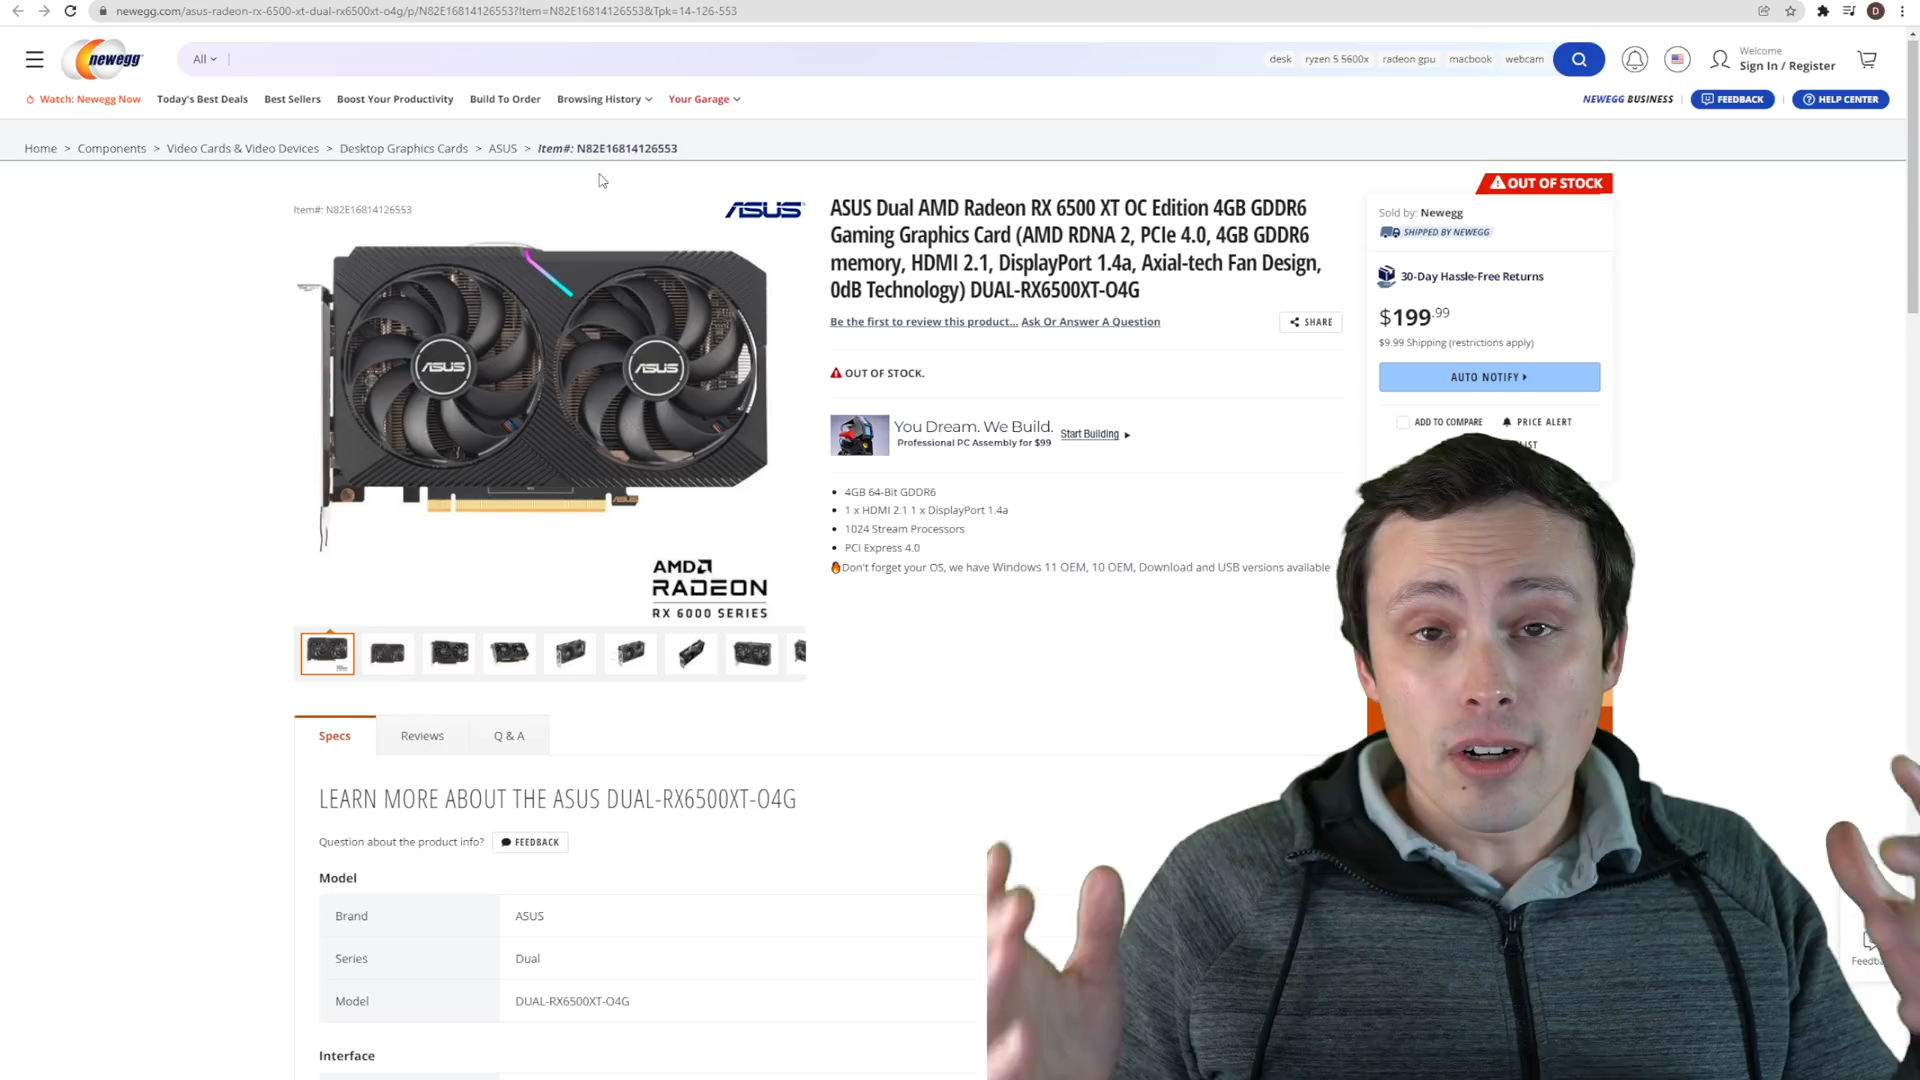 newegg.com/asus-radeon-rx-6500-xt-dual-rx6500xt-o4g/p/N82E16814126553?Item=N82E16814126553&Tpk=14-126-553
D
newegg
All
desk
ryzen 5 5600x
radeon gpu
macbook
webcam
Welcome
Sign In / Register
Watch: Newegg Now
Today's Best Deals
Best Sellers
Boost Your Productivity
Build To Order
Browsing History
Your Garage
NEWEGG BUSINESS
FEEDBACK
HELP CENTER
Home > Components > Video Cards & Video Devices > Desktop Graphics Cards > ASUS > Item#: N82E16814126553
OUT OF STOCK
Item#: N82E16814126553
ASUS
ASUS
ASUS
AMD
RADEON
RX 6000 SERIES
ASUS Dual AMD Radeon RX 6500 XT OC Edition 4GB GDDR6
Gaming Graphics Card (AMD RDNA 2, PCIe 4.0, 4GB GDDR6
memory, HDMI 2.1, DisplayPort 1.4a, Axial-tech Fan Design,
0dB Technology) DUAL-RX6500XT-O4G
Be the first to review this product... Ask Or Answer A Question
SHARE
OUT OF STOCK.
You Dream. We Build.
Professional PC Assembly for $99
Start Building
4GB 64-Bit GDDR6
1 x HDMI 2.1 1 x DisplayPort 1.4a
1024 Stream Processors
PCI Express 4.0
Don't forget your OS, we have Windows 11 OEM, 10 OEM, Download and USB versions available
Sold by: Newegg
SHIPPED BY NEWEGG
30-Day Hassle-Free Returns
$199.99
$9.99 Shipping (restrictions apply)
AUTO NOTIFY
ADD TO COMPARE
PRICE ALERT
Specs
Reviews
Q & A
LEARN MORE ABOUT THE ASUS DUAL-RX6500XT-O4G
Question about the product info?
FEEDBACK
Model
Brand ASUS
Series Dual
Model DUAL-RX6500XT-O4G
Interface